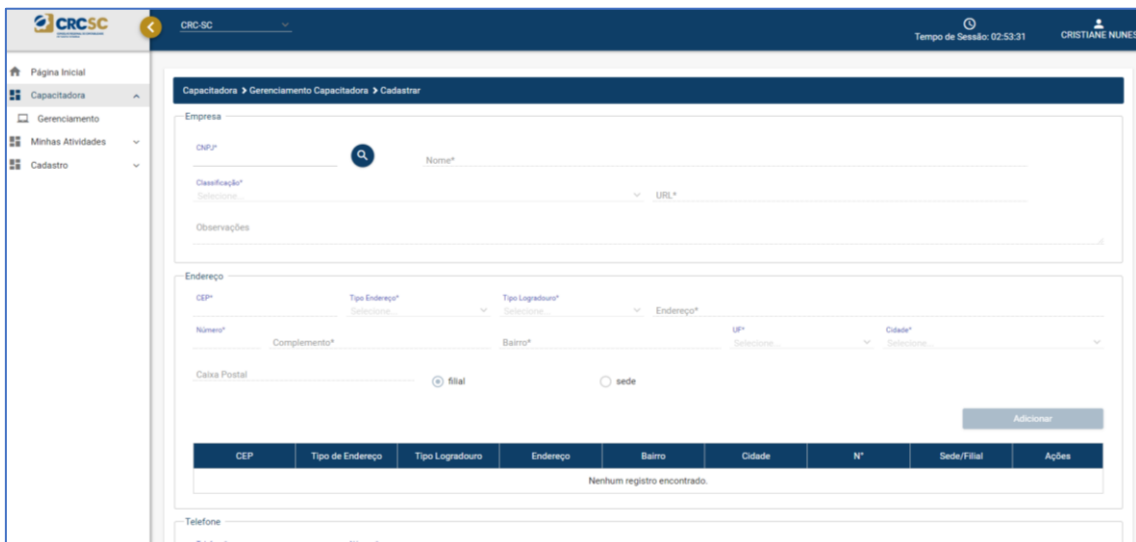 CRCSC
CRC-SC
Tempo de Sessão: 02:53:31
CRISTIANE NUNES
Página Inicial
Capacitadora
Gerenciamento
Minhas Atividades
Cadastro
Capacitadora > Gerenciamento Capacitadora > Cadastrar
Empresa
CNPJ*
Nome*
Classificação*
Selecione...
URL*
Observações
Endereço
CEP*
Tipo Endereço*
Selecione...
Tipo Logradouro*
Selecione...
Endereço*
Número*
Complemento*
Bairro*
UF*
Selecione...
Cidade*
Selecione...
Caixa Postal
filial
sede
Adicionar
CEP Tipo de Endereço Tipo Logradouro Endereço Bairro Cidade N° Sede/Filial Ações
Nenhum registro encontrado.
Telefone